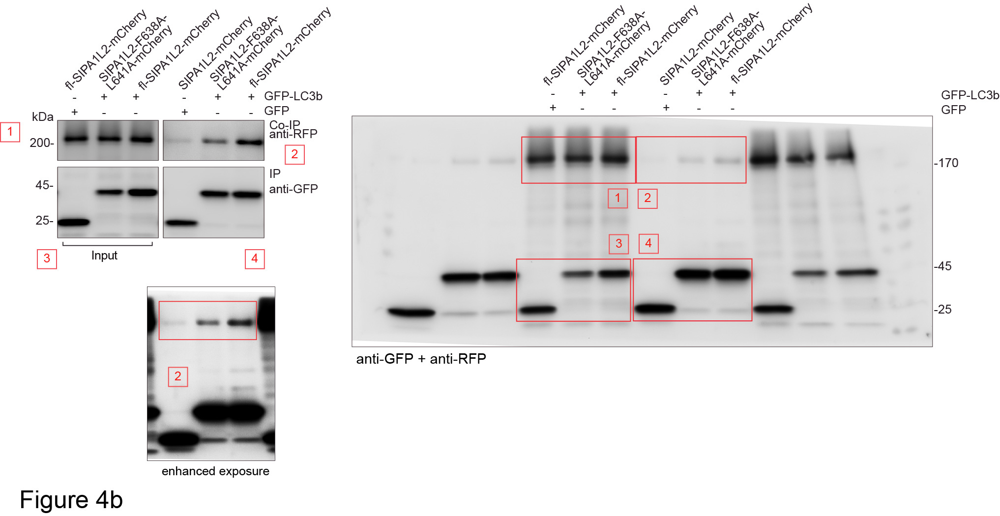 fl-SIPA1L2-mCherry
SIPA1L2-F638A-
L641A-mCherry
fl-SIPA1L2-mCherry
SIPA1L2-mCherry
SIPA1L2-F638A-
L641A-mCherry
fl-SIPA1L2-mCherry
- + + - + + GFP-LC3b
+ - - + - - GFP
kDa
1
200-
Co-IP
anti-RFP
2
45-
25-
IP
anti-GFP
3
Input
4
2
enhanced exposure
fl-SIPA1L2-mCherry
SIPA1L2-F638A-
L641A-mCherry
fl-SIPA1L2-mCherry
SIPA1L2-mCherry
SIPA1L2-F638A-
L641A-mCherry
fl-SIPA1L2-mCherry
- + + - + + GFP-LC3b
+ - - + - - GFP
-170
1 2
3 4
-45
-25
anti-GFP + anti-RFP
Figure 4b